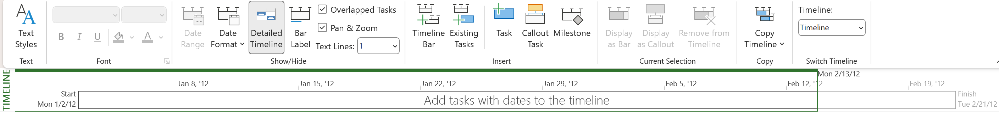 Text Styles
Text
B I U A
Font
Date Range
Date Format
Detailed Timeline
Bar Label
Overlapped Tasks
Pan & Zoom
Text Lines: 1
Show/Hide
Timeline Bar
Existing Tasks
Task
Callout Task
Milestone
Insert
Display as Bar
Display as Callout
Remove from Timeline
Current Selection
Copy Timeline
Copy
Timeline:
Timeline
Switch Timeline
TIMELINE
Mon 2/13/12
Jan 8, '12
Jan 15, '12
Jan 22, '12
Jan 29, '12
Feb 5, '12
Feb 12, '12
Feb 19, '12
Start
Mon 1/2/12
Add tasks with dates to the timeline
Finish
Tue 2/21/12